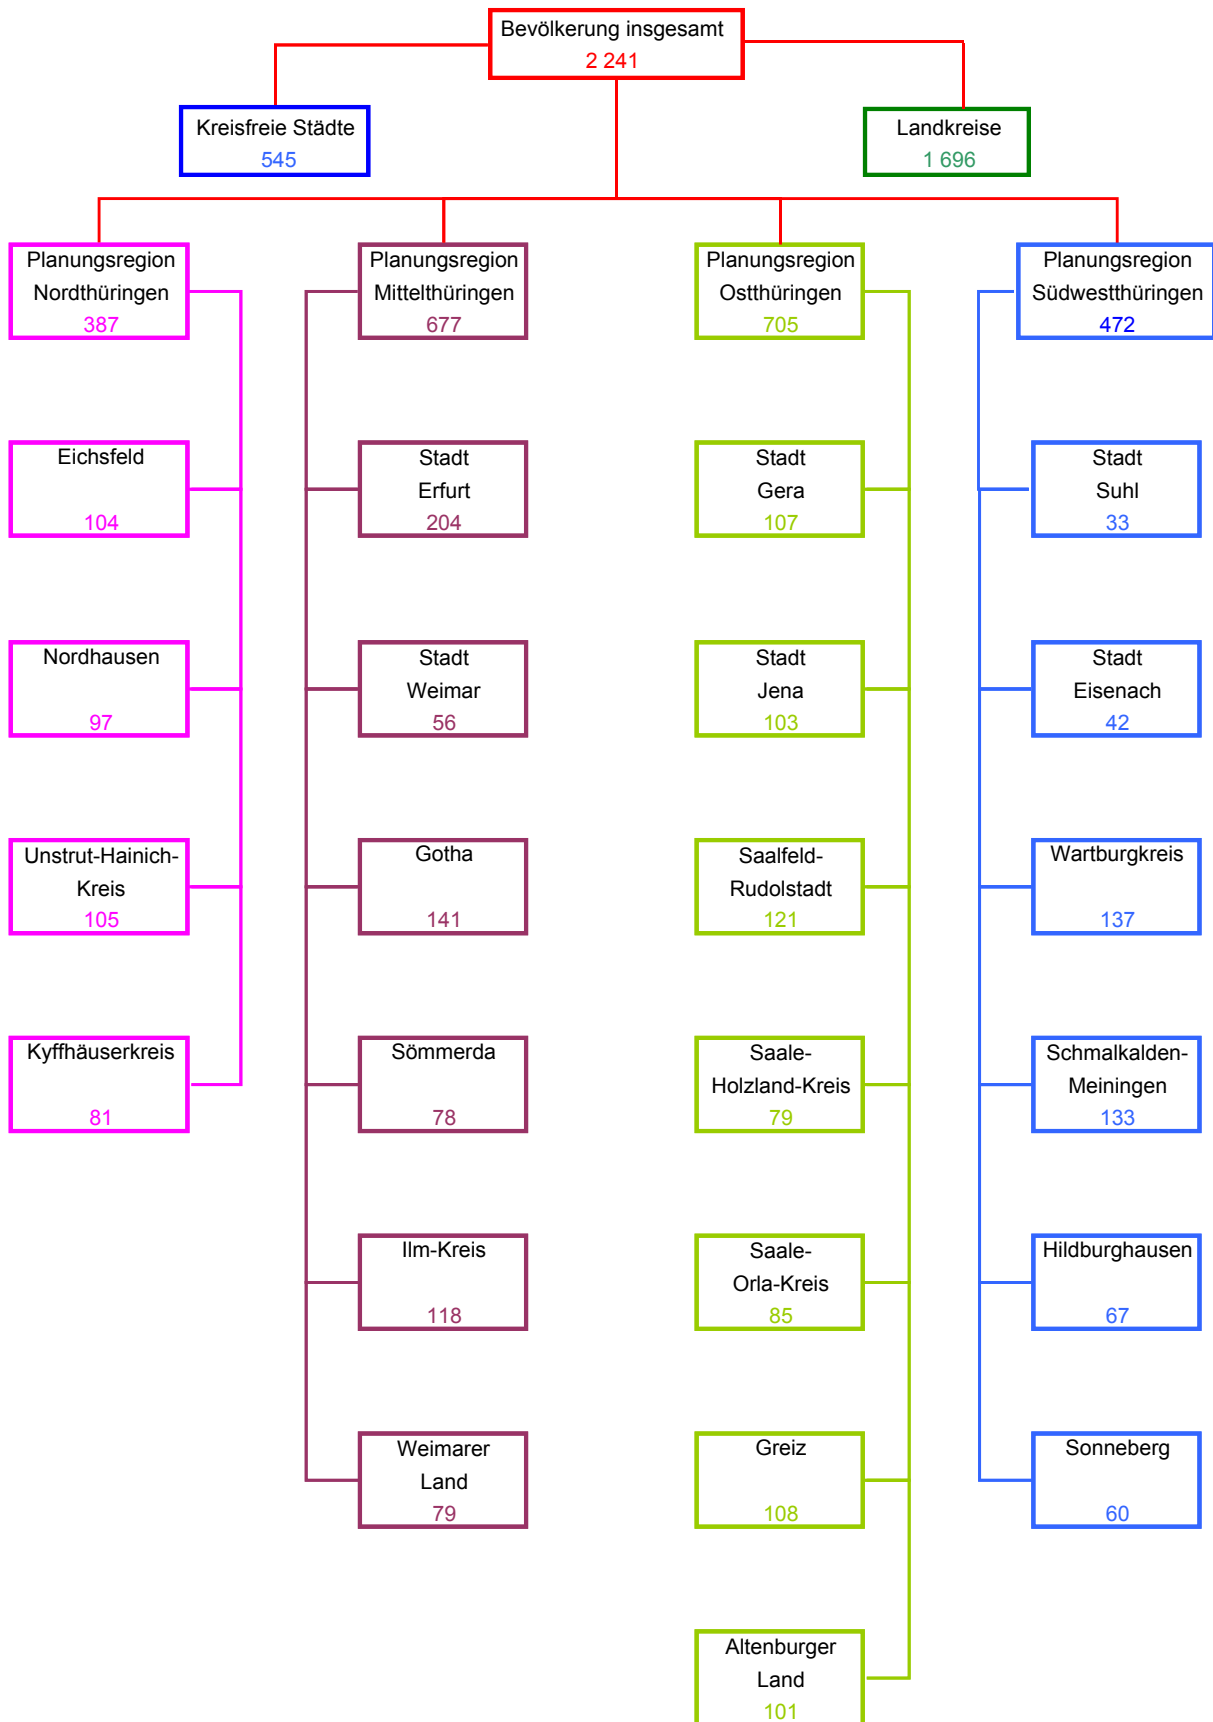 Bevölkerung insgesamt
2 241
Kreisfreie Städte
545
Landkreise
1 696
Planungsregion
Nordthüringen
387
Planungsregion
Mittelthüringen
677
Planungsregion
Ostthüringen
705
Planungsregion
Südwestthüringen
472
Eichsfeld
104
Stadt
Erfurt
204
Stadt
Gera
107
Stadt
Suhl
33
Nordhausen
97
Stadt
Weimar
56
Stadt
Jena
103
Stadt
Eisenach
42
Unstrut-Hainich-
Kreis
105
Gotha
141
Saalfeld-
Rudolstadt
121
Wartburgkreis
137
Kyffhäuserkreis
81
Sömmerda
78
Saale-
Holzland-Kreis
79
Schmalkalden-
Meiningen
133
Ilm-Kreis
118
Saale-
Orla-Kreis
85
Hildburghausen
67
Weimarer
Land
79
Greiz
108
Sonneberg
60
Altenburger
Land
101